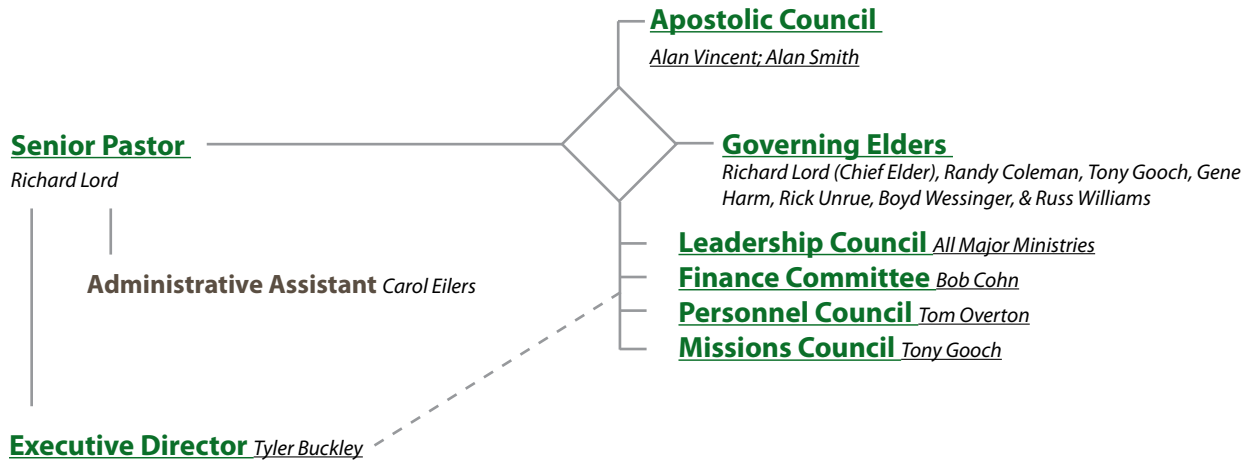 Apostolic Council
Alan Vincent; Alan Smith
Senior Pastor
Richard Lord
Governing Elders
Richard Lord (Chief Elder), Randy Coleman, Tony Gooch, Gene
Harm, Rick Unrue, Boyd Wessinger, & Russ Williams
Leadership Council All Major Ministries
Administrative Assistant Carol Eilers
Finance Committee Bob Cohn
Personnel Council Tom Overton
Missions Council Tony Gooch
Executive Director Tyler Buckley